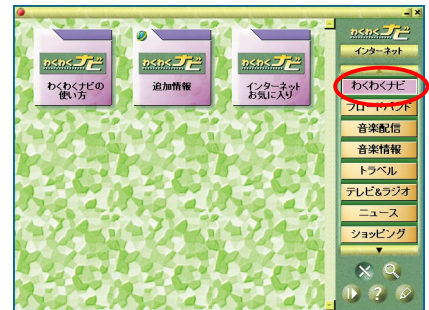 わくわくナビ
わくわくナビの
使い方
わくわくナビ
追加情報
わくわくナビ
インターネット
お気に入り
わくわくナビ
インターネット
わくわくナビ
ブロードバンド
音楽配信
音楽情報
トラベル
テレビ&ラジオ
ニュース
ショッピング